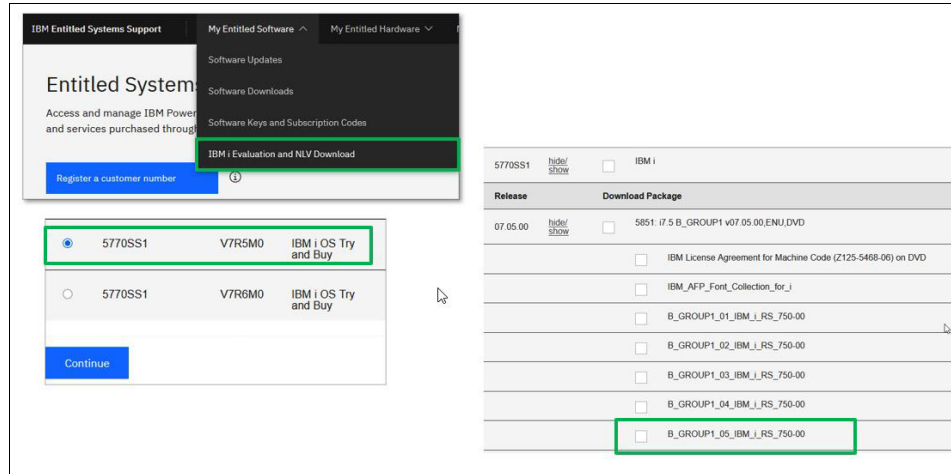 IBM Entitled Systems Support My Entitled Software My Entitled Hardware
Software Updates
Entitled System
Software Downloads
Access and manage IBM Power
and services purchased throug
Software Keys and Subscription Codes
IBM i Evaluation and NLV Download
Register a customer number
5770SS1 V7R5M0 IBM i OS Try
and Buy
5770SS1 V7R6M0 IBM i OS Try
and Buy
Continue
5770SS1 hide/ IBM i
show
Release Download Package
07.05.00 hide/ 5851: i7.5 B_GROUP1 v07.05.00,ENU,DVD
show
IBM License Agreement for Machine Code (Z125-5468-06) on DVD
IBM_AFP_Font_Collection_for_i
B_GROUP1_01_IBM_i_RS_750-00
B_GROUP1_02_IBM_i_RS_750-00
B_GROUP1_03_IBM_i_RS_750-00
B_GROUP1_04_IBM_i_RS_750-00
B_GROUP1_05_IBM_i_RS_750-00